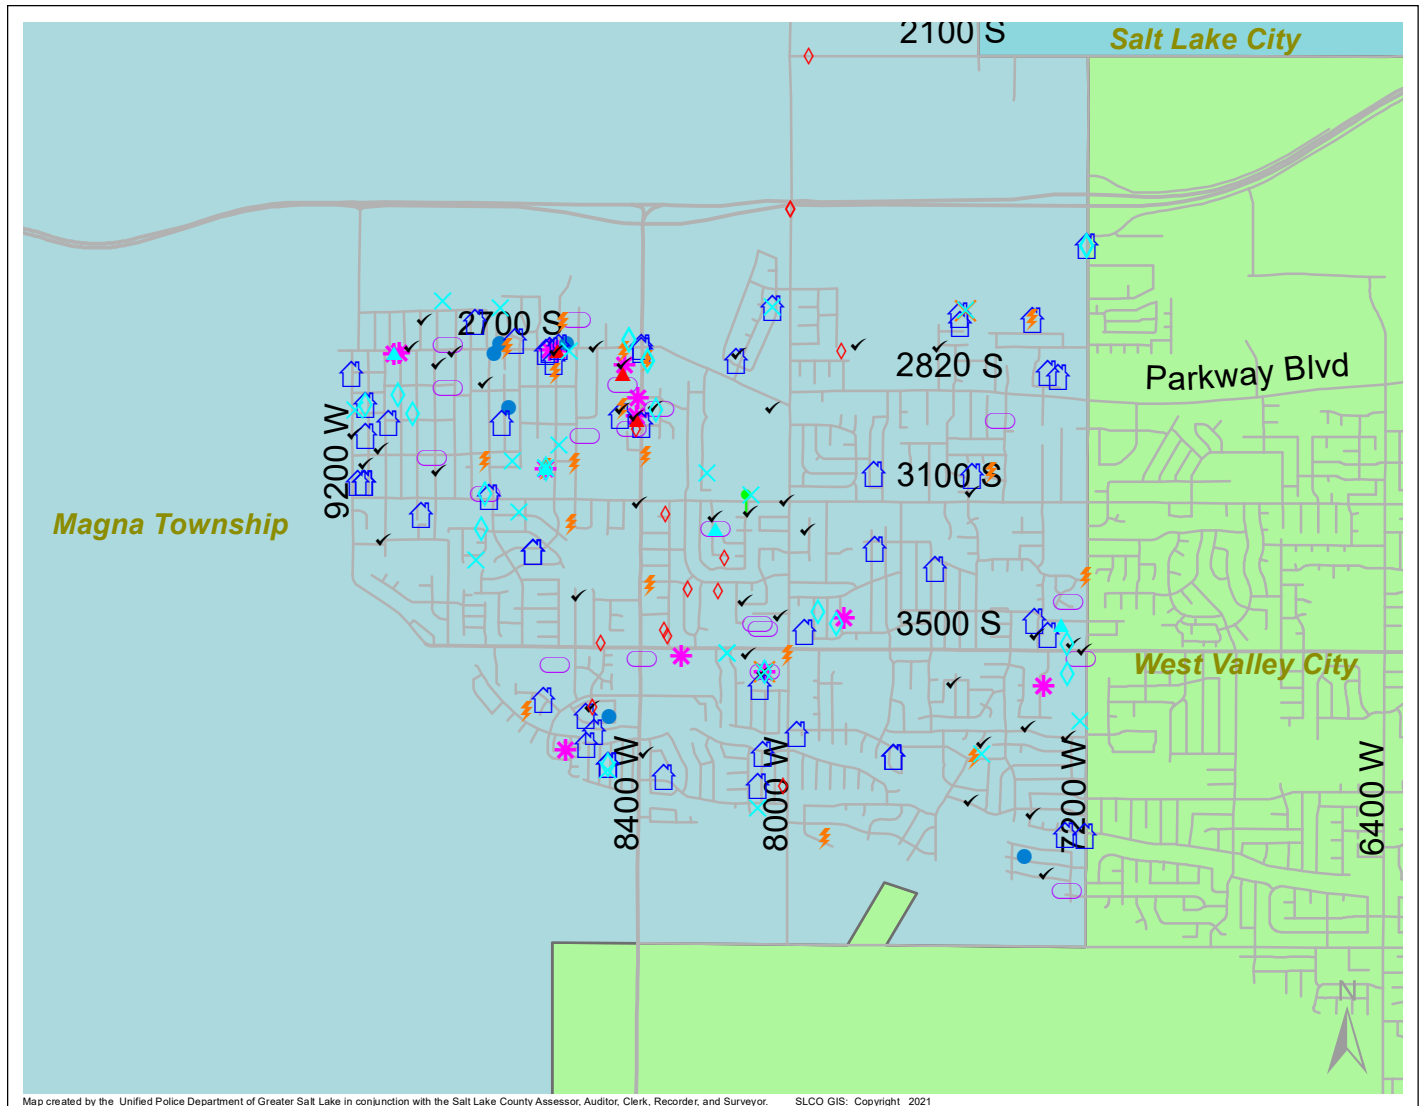 2100 S
Salt Lake City
2700 S
2820 S
Parkway Blvd
9200 W
3100 S
Magna Township
3500 S
West Valley City
8400 W
8000 W
7200 W
6400 W
N
Map created by the Unified Police Department of Greater Salt Lake in conjunction with the Salt Lake County Assessor, Auditor, Clerk, Recorder, and Surveyor. SLCO GIS: Copyright 2021